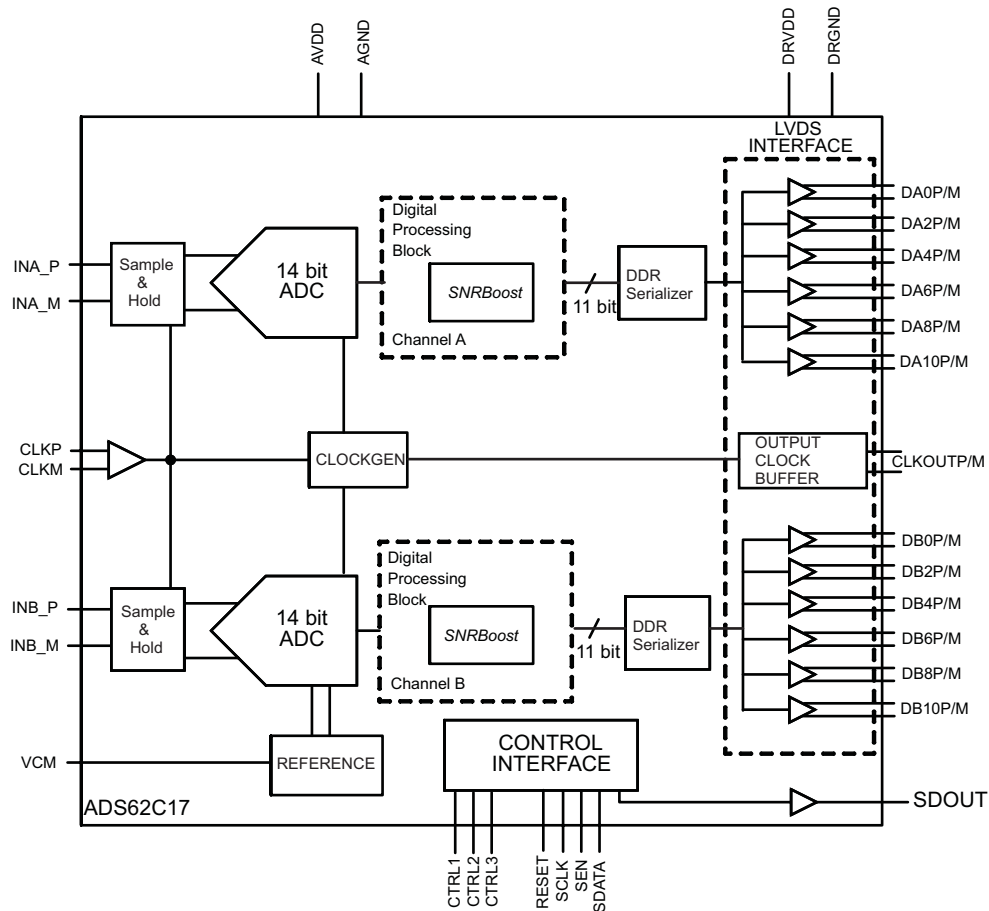 AVDD
AGND
DRVDD
DRGND
LVDS
INTERFACE
INA_P
INA_M
Sample
&
Hold
14 bit
ADC
Digital
Processing
Block
SNRBoost
Channel A
11 bit
DDR
Serializer
DA0P/M
DA2P/M
DA4P/M
DA6P/M
DA8P/M
DA10P/M
CLKP
CLKM
CLOCKGEN
OUTPUT
CLOCK
BUFFER
CLKOUTP/M
INB_P
INB_M
Sample
&
Hold
14 bit
ADC
Digital
Processing
Block
SNRBoost
Channel B
11 bit
DDR
Serializer
DB0P/M
DB2P/M
DB4P/M
DB6P/M
DB8P/M
DB10P/M
VCM
REFERENCE
CONTROL
INTERFACE
ADS62C17
SDOUT
CTRL1
CTRL2
CTRL3
RESET
SCLK
SEN
SDATA